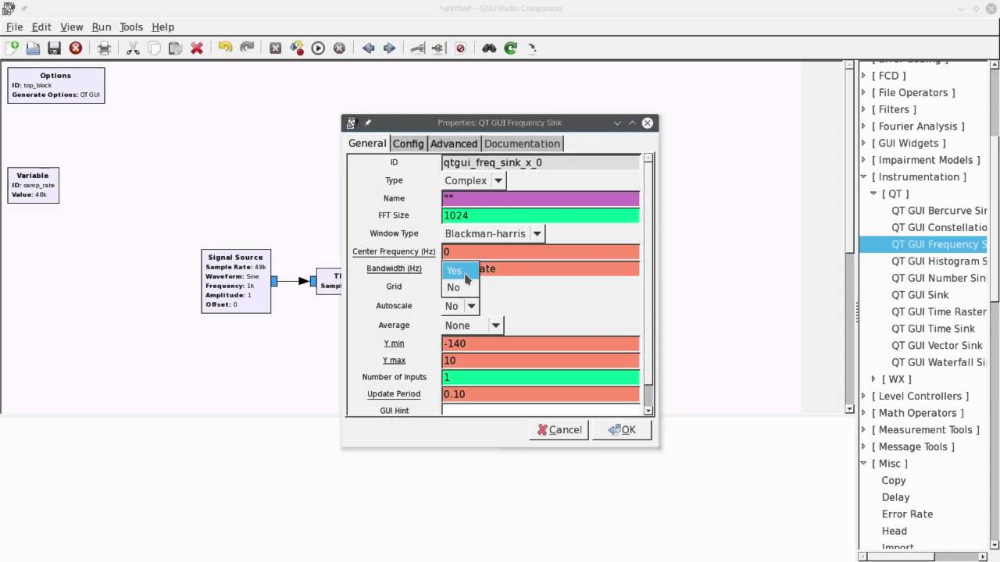 *untitled - GNU Radio Companion
File Edit View Run Tools Help
Options
ID: top_block
Generate Options: QT GUI
Variable
ID: samp_rate
Value: 48k
Signal Source
Sample Rate: 48k
Waveform: Sine
Frequency: 1k
Amplitude: 1
Offset: 0
Th
Sampl
Properties: QT GUI Frequency Sink
General Config Advanced Documentation
ID qtgui_freq_sink_x_0
Type Complex
Name ""
FFT Size 1024
Window Type Blackman-harris
Center Frequency (Hz) 0
Bandwidth (Hz) ate
Yes
Grid No
Autoscale No
Average None
Y min -140
Y max 10
Number of Inputs 1
Update Period 0.10
GUI Hint
Cancel OK
[ FCD ]
[ File Operators ]
[ Filters ]
[ Fourier Analysis ]
[ GUI Widgets ]
[ Impairment Models ]
[ Instrumentation ]
[ QT ]
QT GUI Bercurve Sin
QT GUI Constellatio
QT GUI Frequency S
QT GUI Histogram S
QT GUI Number Sin
QT GUI Sink
QT GUI Time Raster
QT GUI Time Sink
QT GUI Vector Sink
QT GUI Waterfall Si
[ WX ]
[ Level Controllers ]
[ Math Operators ]
[ Measurement Tools ]
[ Message Tools ]
[ Misc ]
Copy
Delay
Error Rate
Head
Import